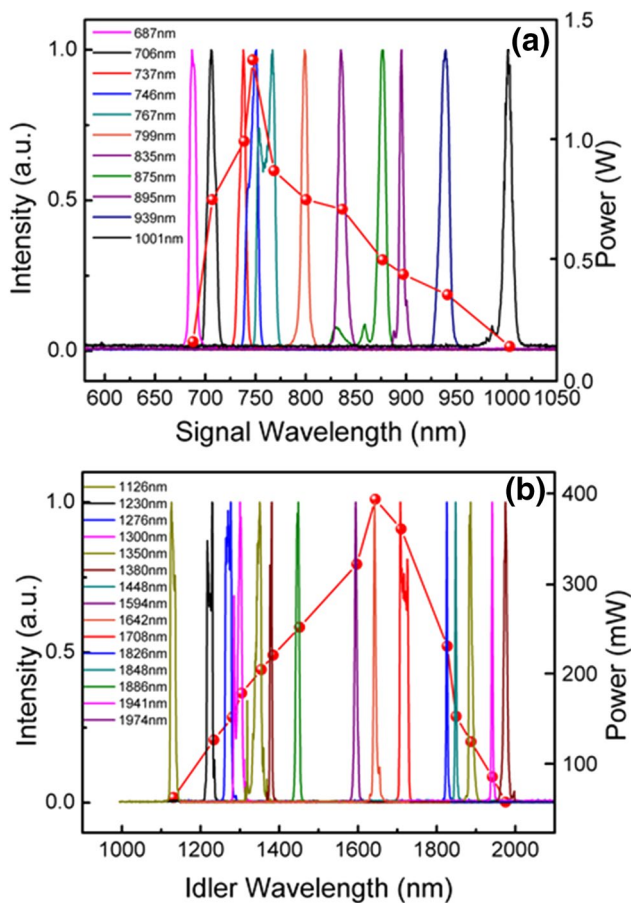 (a)
687nm
706nm
737nm
746nm
767nm
799nm
835nm
875nm
895nm
939nm
1001nm
Intensity (a.u.)
1.0
0.5
0.0
Power (W)
1.5
1.0
0.5
0.0
600 650 700 750 800 850 900 950 1000 1050
Signal Wavelength (nm)
(b)
1126nm
1230nm
1276nm
1300nm
1350nm
1380nm
1448nm
1594nm
1642nm
1708nm
1826nm
1848nm
1886nm
1941nm
1974nm
Intensity (a.u.)
1.0
0.5
0.0
Power (mW)
400
300
200
100
1000 1200 1400 1600 1800 2000
Idler Wavelength (nm)